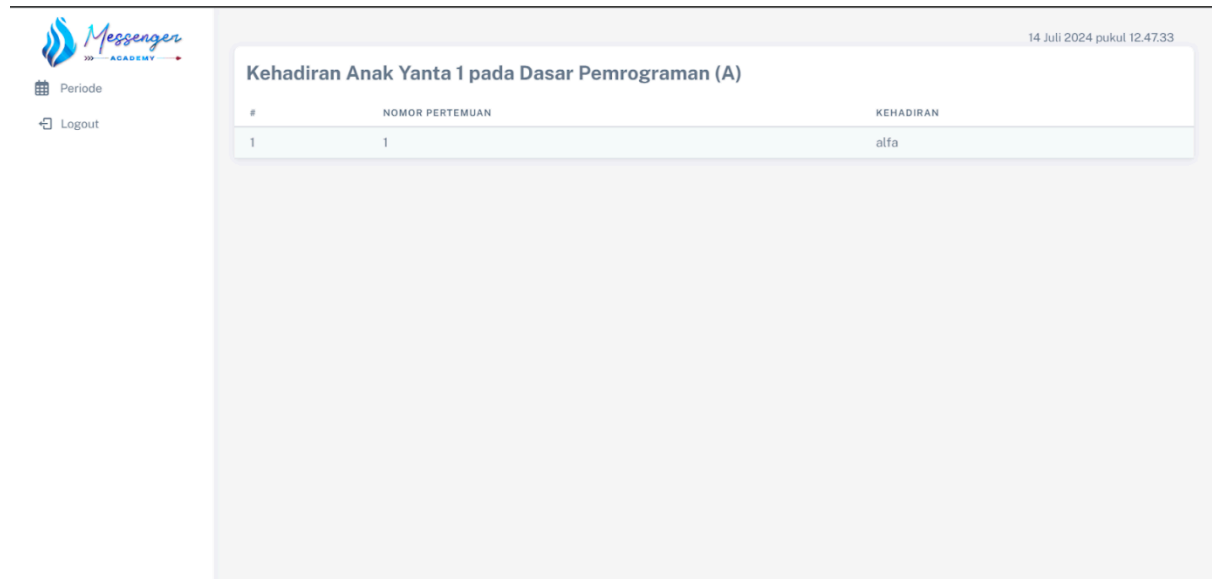 Messenger
ACADEMY
Periode
Logout
14 Juli 2024 pukul 12.47.33
Kehadiran Anak Yanta 1 pada Dasar Pemrograman (A)
# NOMOR PERTEMUAN KEHADIRAN
1 1 alfa